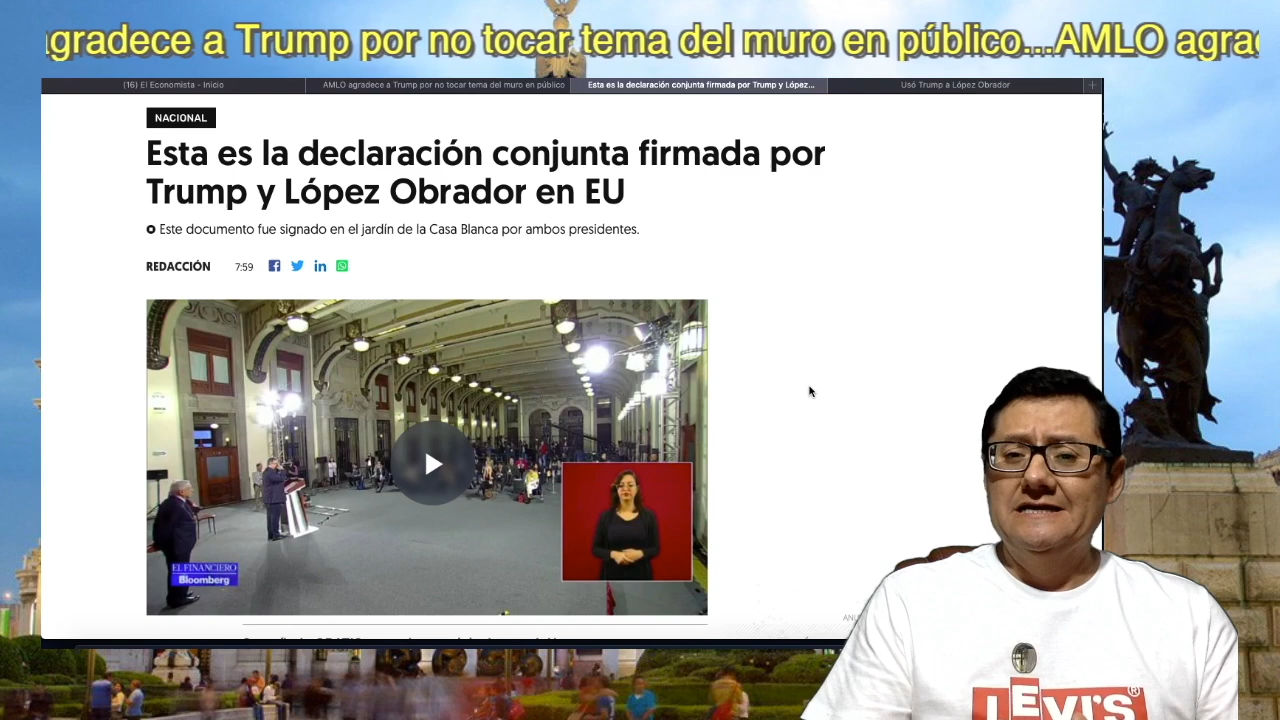 gradece a Trump por no tocar tema del muro en público...AMLO agrad
(16) El Economista - Inicio
AMLO agradece a Trump por no tocar tema del muro en público
Esta es la declaración conjunta firmada por Trump y López...
Usó Trump a López Obrador
NACIONAL
Esta es la declaración conjunta firmada por
Trump y López Obrador en EU
Este documento fue signado en el jardín de la Casa Blanca por ambos presidentes.
REDACCIÓN 7:59
EL FINANCIERO
Bloomberg
LEVI'S®